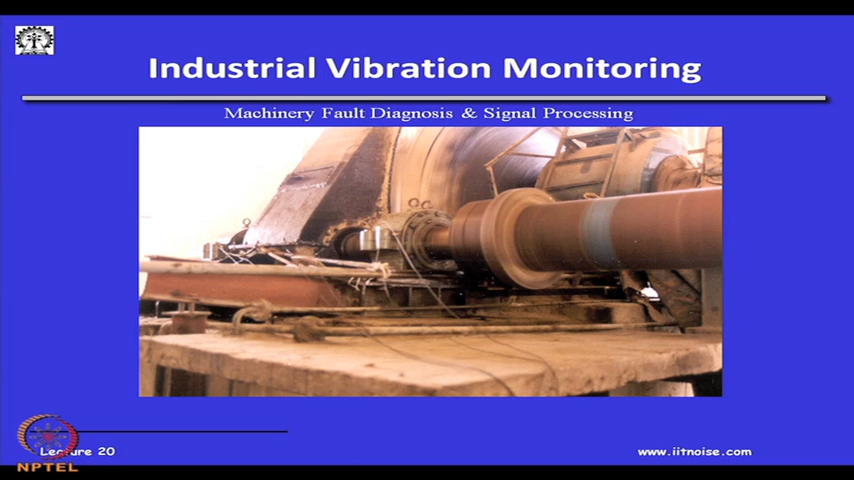 Industrial Vibration Monitoring
Machinery Fault Diagnosis & Signal Processing
Lecture 20
www.iitnoise.com
NPTEL